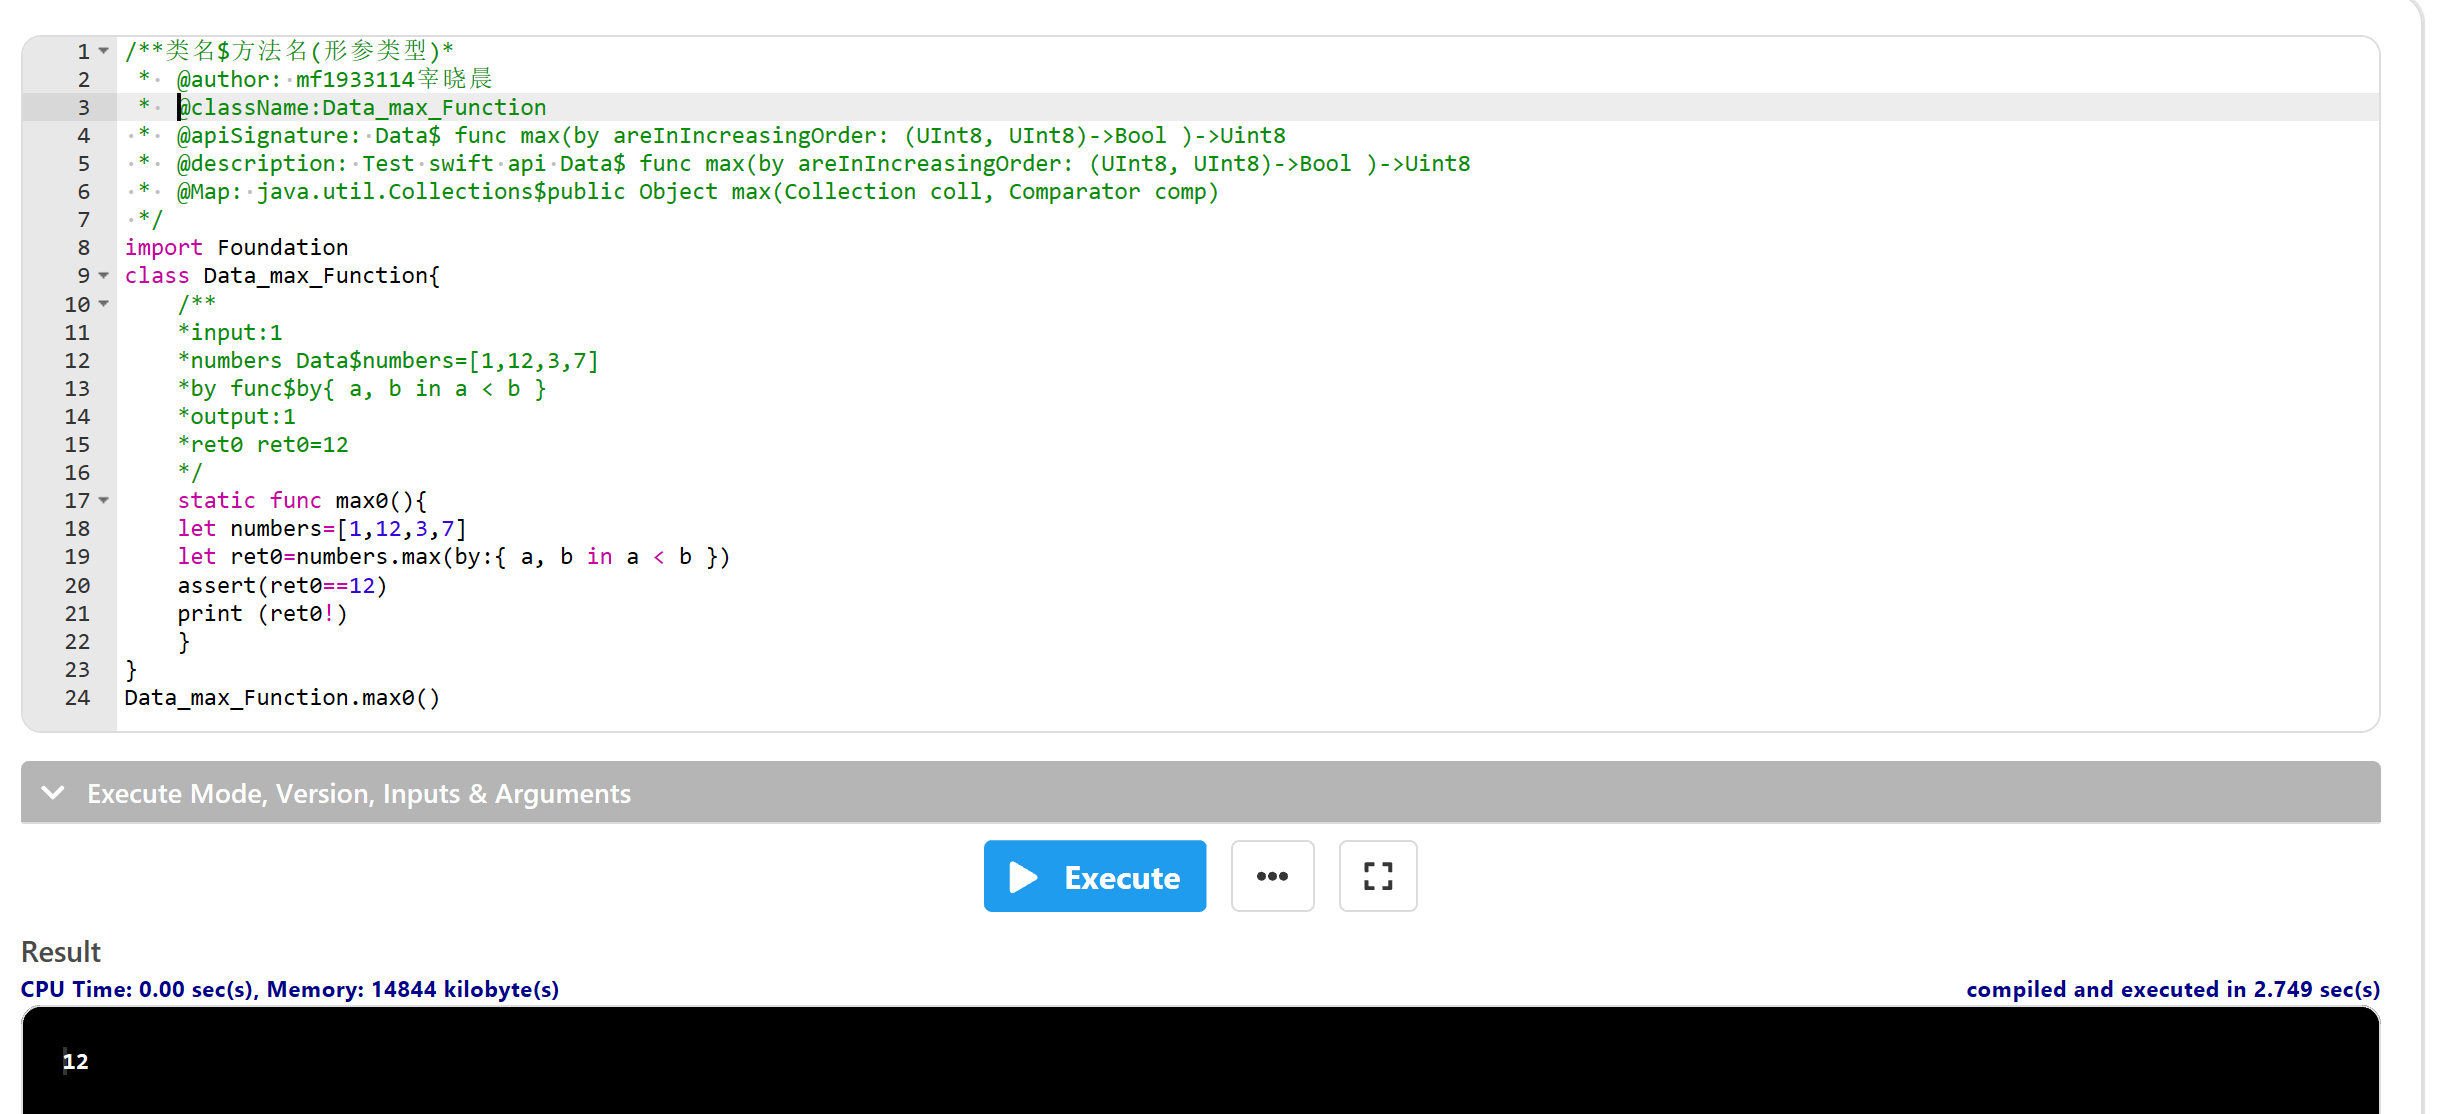 1 /**类名$方法名(形参类型)*
2 * @author: mf1933114宰晓晨
3 * @className:Data_max_Function
4 * @apiSignature: Data$ func max(by areInIncreasingOrder: (UInt8, UInt8)->Bool )->Uint8
5 * @description: Test swift api Data$ func max(by areInIncreasingOrder: (UInt8, UInt8)->Bool )->Uint8
6 * @Map: java.util.Collections$public Object max(Collection coll, Comparator comp)
7 */
8 import Foundation
9 class Data_max_Function{
10 /**
11 *input:1
12 *numbers Data$numbers=[1,12,3,7]
13 *by func$by{ a, b in a < b }
14 *output:1
15 *ret0 ret0=12
16 */
17 static func max0(){
18 let numbers=[1,12,3,7]
19 let ret0=numbers.max(by:{ a, b in a < b })
20 assert(ret0==12)
21 print (ret0!)
22 }
23 }
24 Data_max_Function.max0()
Execute Mode, Version, Inputs & Arguments
Execute
Result
CPU Time: 0.00 sec(s), Memory: 14844 kilobyte(s) compiled and executed in 2.749 sec(s)
12